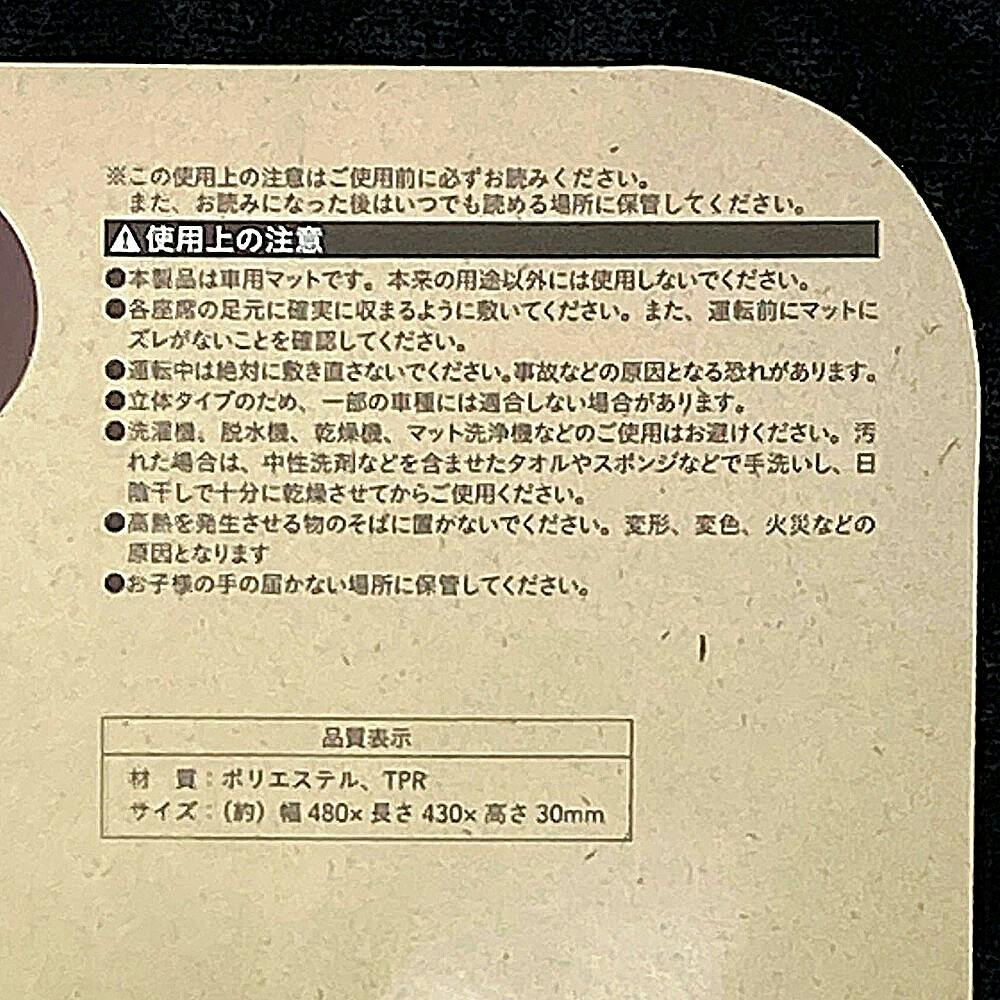 ※この使用上の注意はご使用前に必ずお読みください。
また、お読みになった後はいつでも読める場所に保管してください。
⚠使用上の注意
●本製品は車用マットです。本来の用途以外には使用しないでください。
●各座席の足元に確実に収まるように敷いてください。また、運転前にマットに
ズレがないことを確認してください。
●運転中は絶対に敷き直さないでください。事故などの原因となる恐れがあります。
●立体タイプのため、一部の車種には適合しない場合があります。
●洗濯機、脱水機、乾燥機、マット洗浄機などのご使用はお避けください。汚
れた場合は、中性洗剤などを含ませたタオルやスポンジなどで手洗いし、日
陰干しで十分に乾燥させてからご使用ください。
●高熱を発生させる物のそばに置かないでください。変形、変色、火災などの
原因となります
●お子様の手の届かない場所に保管してください。
品質表示
材　質：ポリエステル、TPR
サイズ：（約）幅 480× 長さ 430× 高さ 30mm